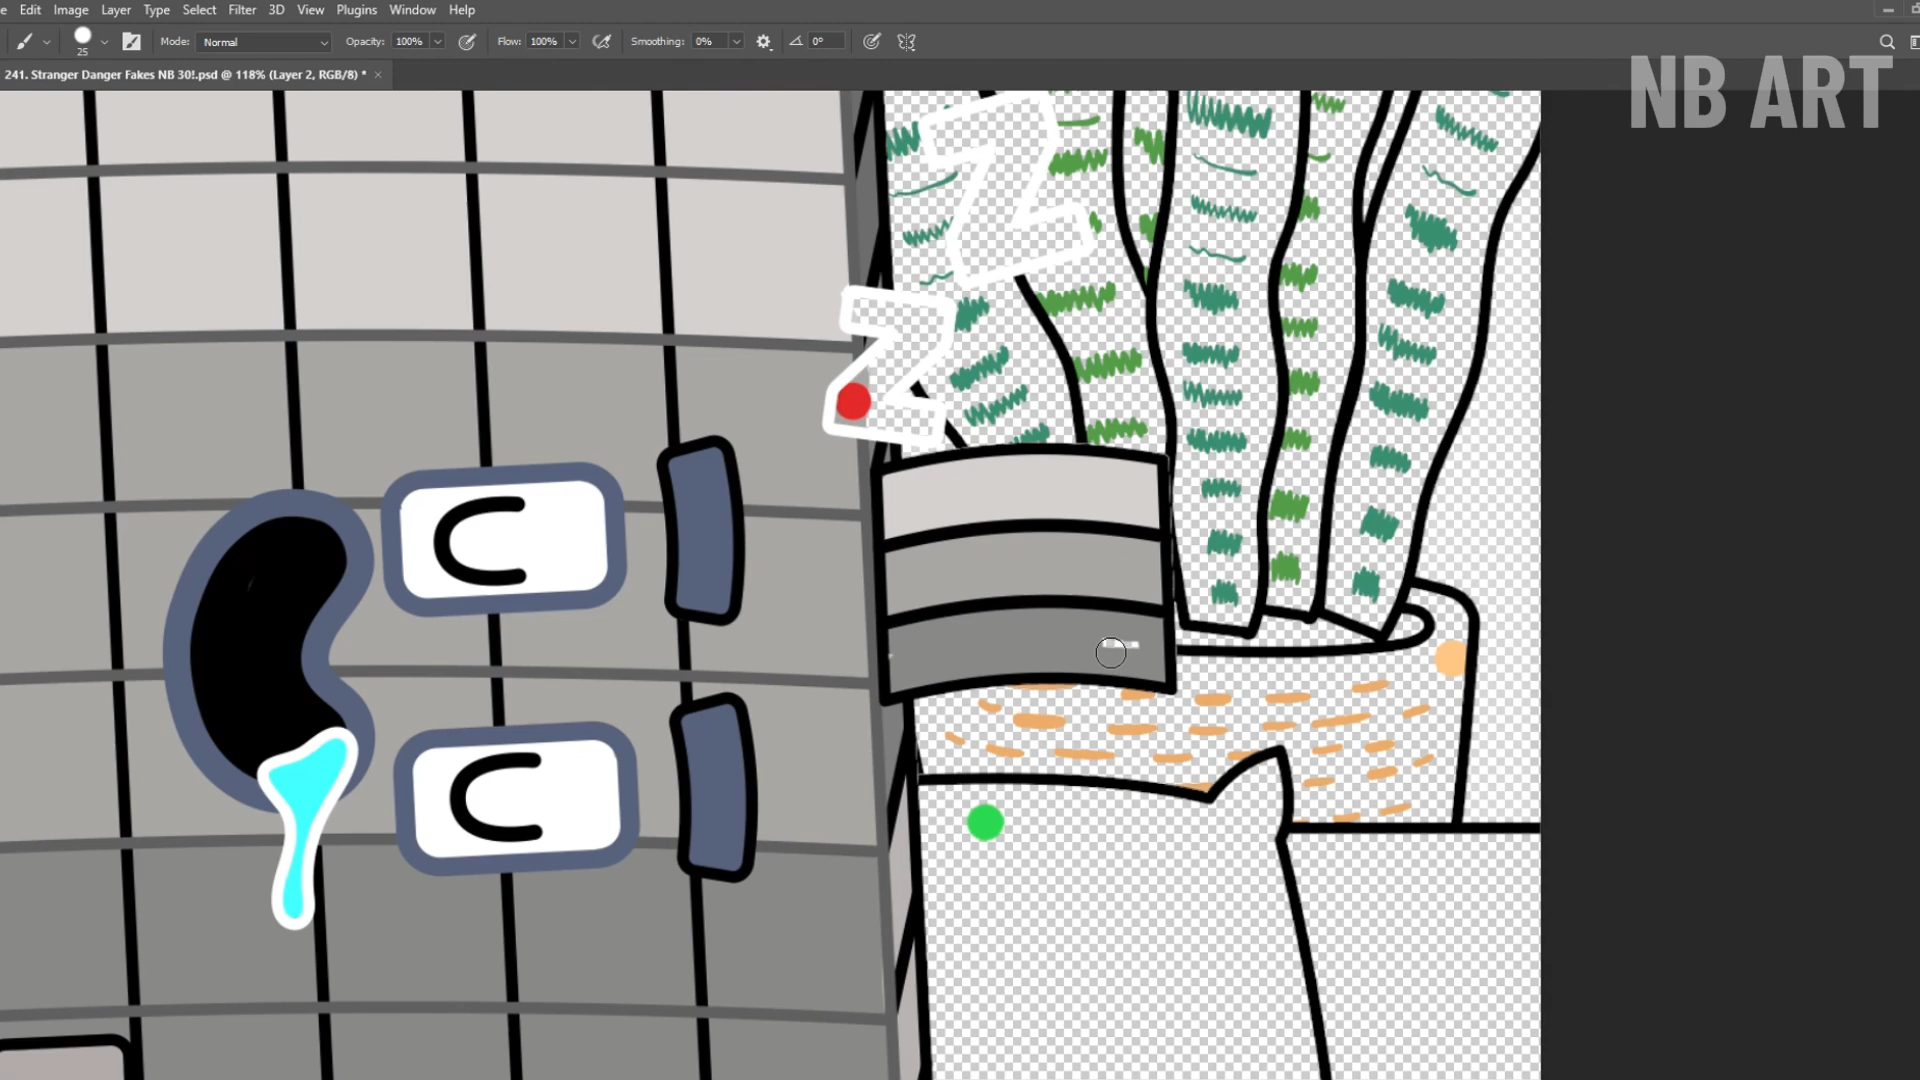 e Edit Image Layer Type Select Filter 3D View Plugins Window Help
25 Mode: Normal Opacity: 100% Flow: 100% Smoothing: 0% 0°
241. Stranger Danger Fakes NB 30!.psd @ 118% (Layer 2, RGB/8) * ×
NB ART
Z
Z